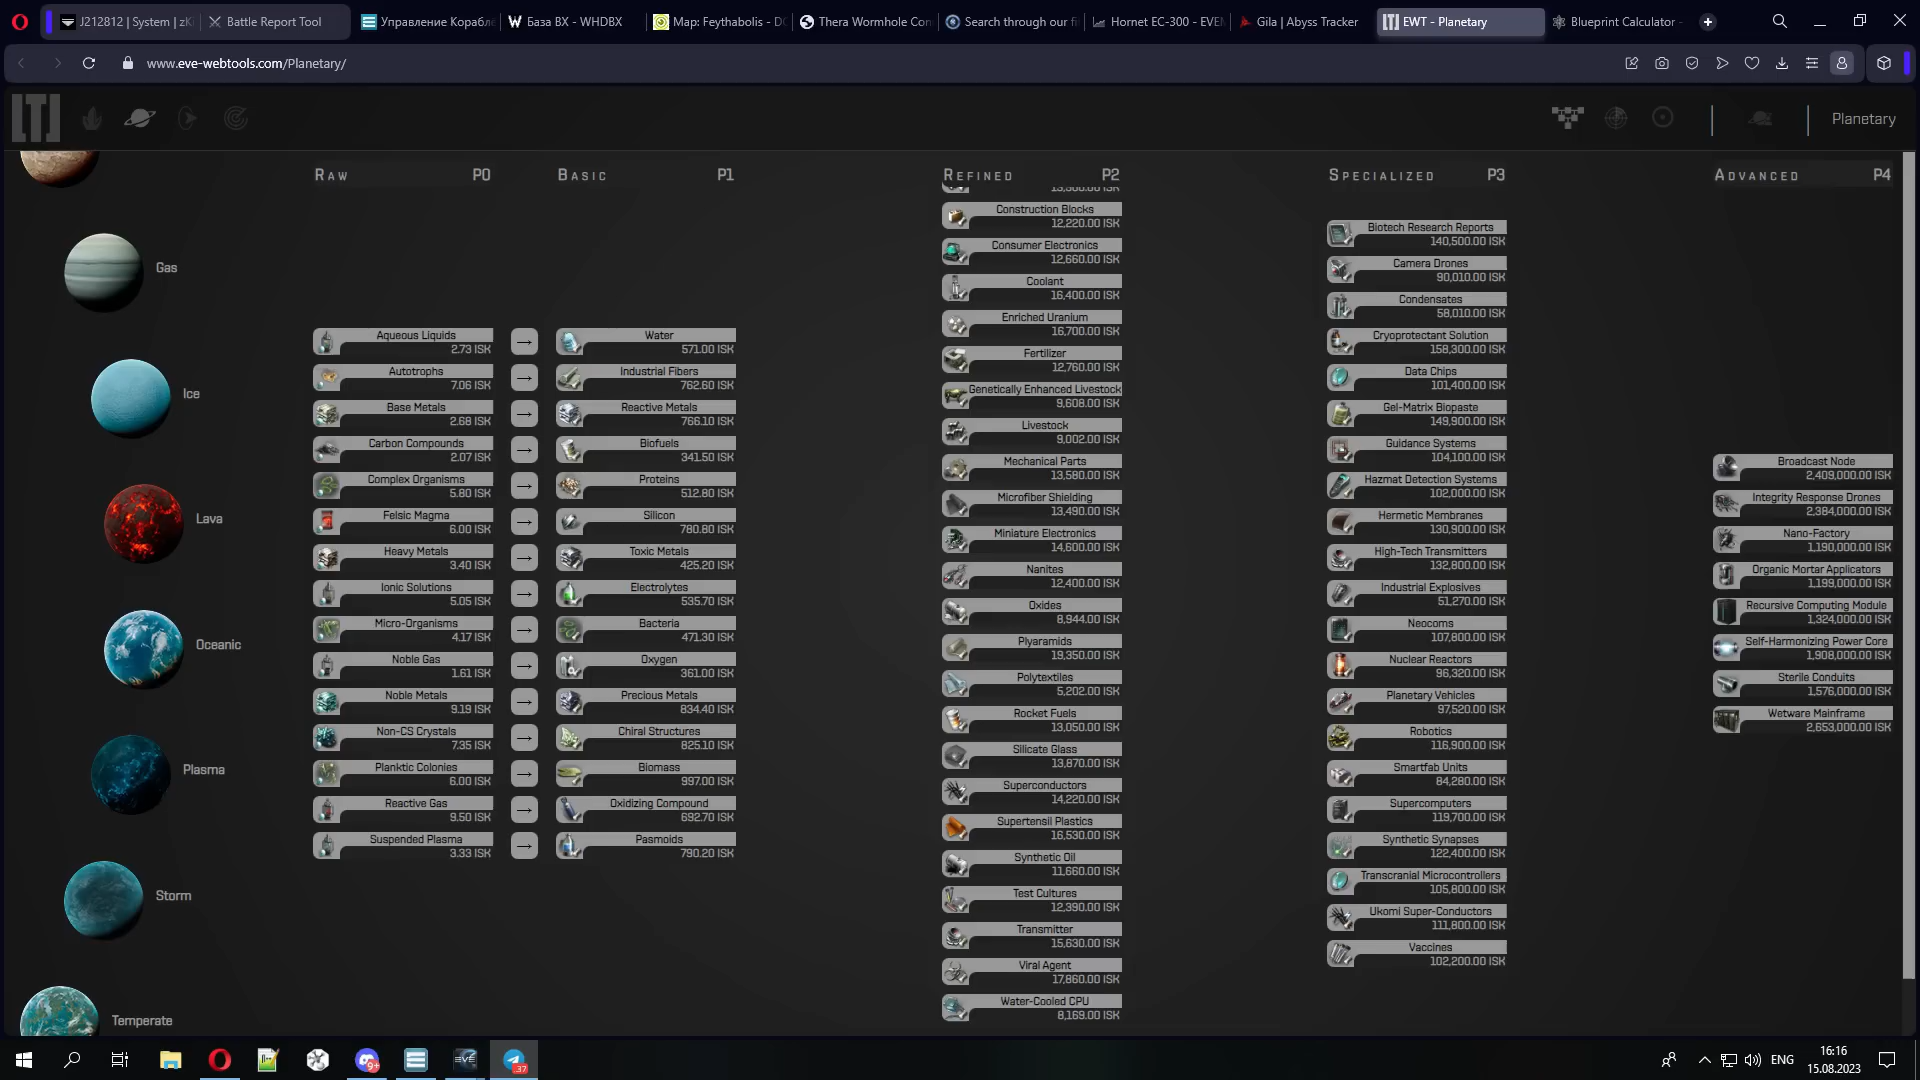 J212812 | System | zK
Battle Report Tool
Управление Корабле
База ВХ - WHDBX
Map: Feythabolis - DO
Thera Wormhole Con
Search through our fi
Hornet EC-300 - EVEM
Gila | Abyss Tracker
EWT - Planetary
Blueprint Calculator -
www.eve-webtools.com/Planetary/
Planetary
Raw P0
Basic P1
Refined P2
Specialized P3
Advanced P4
Gas
Ice
Lava
Oceanic
Plasma
Storm
Temperate
Aqueous Liquids
2.73 ISK
Autotrophs
7.06 ISK
Base Metals
2.68 ISK
Carbon Compounds
2.07 ISK
Complex Organisms
5.80 ISK
Felsic Magma
6.00 ISK
Heavy Metals
3.40 ISK
Ionic Solutions
5.05 ISK
Micro-Organisms
4.17 ISK
Noble Gas
1.61 ISK
Noble Metals
9.19 ISK
Non-CS Crystals
7.35 ISK
Planktic Colonies
6.00 ISK
Reactive Gas
9.50 ISK
Suspended Plasma
3.33 ISK
Water
571.00 ISK
Industrial Fibers
762.60 ISK
Reactive Metals
766.10 ISK
Biofuels
341.50 ISK
Proteins
512.80 ISK
Silicon
780.80 ISK
Toxic Metals
425.20 ISK
Electrolytes
535.70 ISK
Bacteria
471.30 ISK
Oxygen
361.00 ISK
Precious Metals
834.40 ISK
Chiral Structures
825.10 ISK
Biomass
997.00 ISK
Oxidizing Compound
692.70 ISK
Pasmoids
790.20 ISK
Construction Blocks
12,220.00 ISK
Consumer Electronics
12,660.00 ISK
Coolant
16,400.00 ISK
Enriched Uranium
16,700.00 ISK
Fertilizer
12,760.00 ISK
Genetically Enhanced Livestock
9,608.00 ISK
Livestock
9,002.00 ISK
Mechanical Parts
13,580.00 ISK
Microfiber Shielding
13,490.00 ISK
Miniature Electronics
14,600.00 ISK
Nanites
12,400.00 ISK
Oxides
8,944.00 ISK
Plyaramids
19,350.00 ISK
Polytextiles
5,202.00 ISK
Rocket Fuels
13,050.00 ISK
Silicate Glass
13,870.00 ISK
Superconductors
14,220.00 ISK
Supertensil Plastics
16,530.00 ISK
Synthetic Oil
11,660.00 ISK
Test Cultures
12,390.00 ISK
Transmitter
15,630.00 ISK
Viral Agent
17,860.00 ISK
Water-Cooled CPU
8,169.00 ISK
Biotech Research Reports
140,500.00 ISK
Camera Drones
90,010.00 ISK
Condensates
58,010.00 ISK
Cryoprotectant Solution
158,300.00 ISK
Data Chips
101,400.00 ISK
Gel-Matrix Biopaste
149,900.00 ISK
Guidance Systems
104,100.00 ISK
Hazmat Detection Systems
102,000.00 ISK
Hermetic Membranes
130,900.00 ISK
High-Tech Transmitters
132,800.00 ISK
Industrial Explosives
51,270.00 ISK
Neocoms
107,800.00 ISK
Nuclear Reactors
96,320.00 ISK
Planetary Vehicles
97,520.00 ISK
Robotics
116,900.00 ISK
Smartfab Units
84,280.00 ISK
Supercomputers
119,700.00 ISK
Synthetic Synapses
122,400.00 ISK
Transcranial Microcontrollers
105,800.00 ISK
Ukomi Super-Conductors
111,800.00 ISK
Vaccines
102,200.00 ISK
Broadcast Node
2,409,000.00 ISK
Integrity Response Drones
2,384,000.00 ISK
Nano-Factory
1,190,000.00 ISK
Organic Mortar Applicators
1,199,000.00 ISK
Recursive Computing Module
1,324,000.00 ISK
Self-Harmonizing Power Core
1,908,000.00 ISK
Sterile Conduits
1,576,000.00 ISK
Wetware Mainframe
2,653,000.00 ISK
9+
EVE
37
ENG
16:16
15.08.2023